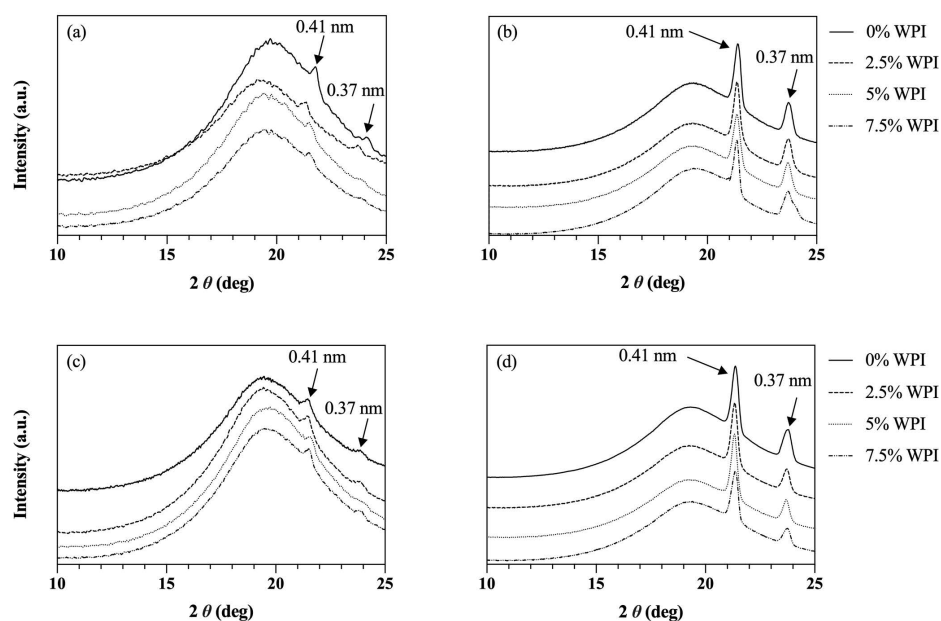 (a)
0.41 nm
0.37 nm
Intensity (a.u.)
10 15 20 25
2 θ (deg)
(b)
0.41 nm
0.37 nm
10 15 20 25
2 θ (deg)
0% WPI
2.5% WPI
5% WPI
7.5% WPI
(c)
0.41 nm
0.37 nm
Intensity (a.u.)
10 15 20 25
2 θ (deg)
(d)
0.41 nm
0.37 nm
10 15 20 25
2 θ (deg)
0% WPI
2.5% WPI
5% WPI
7.5% WPI